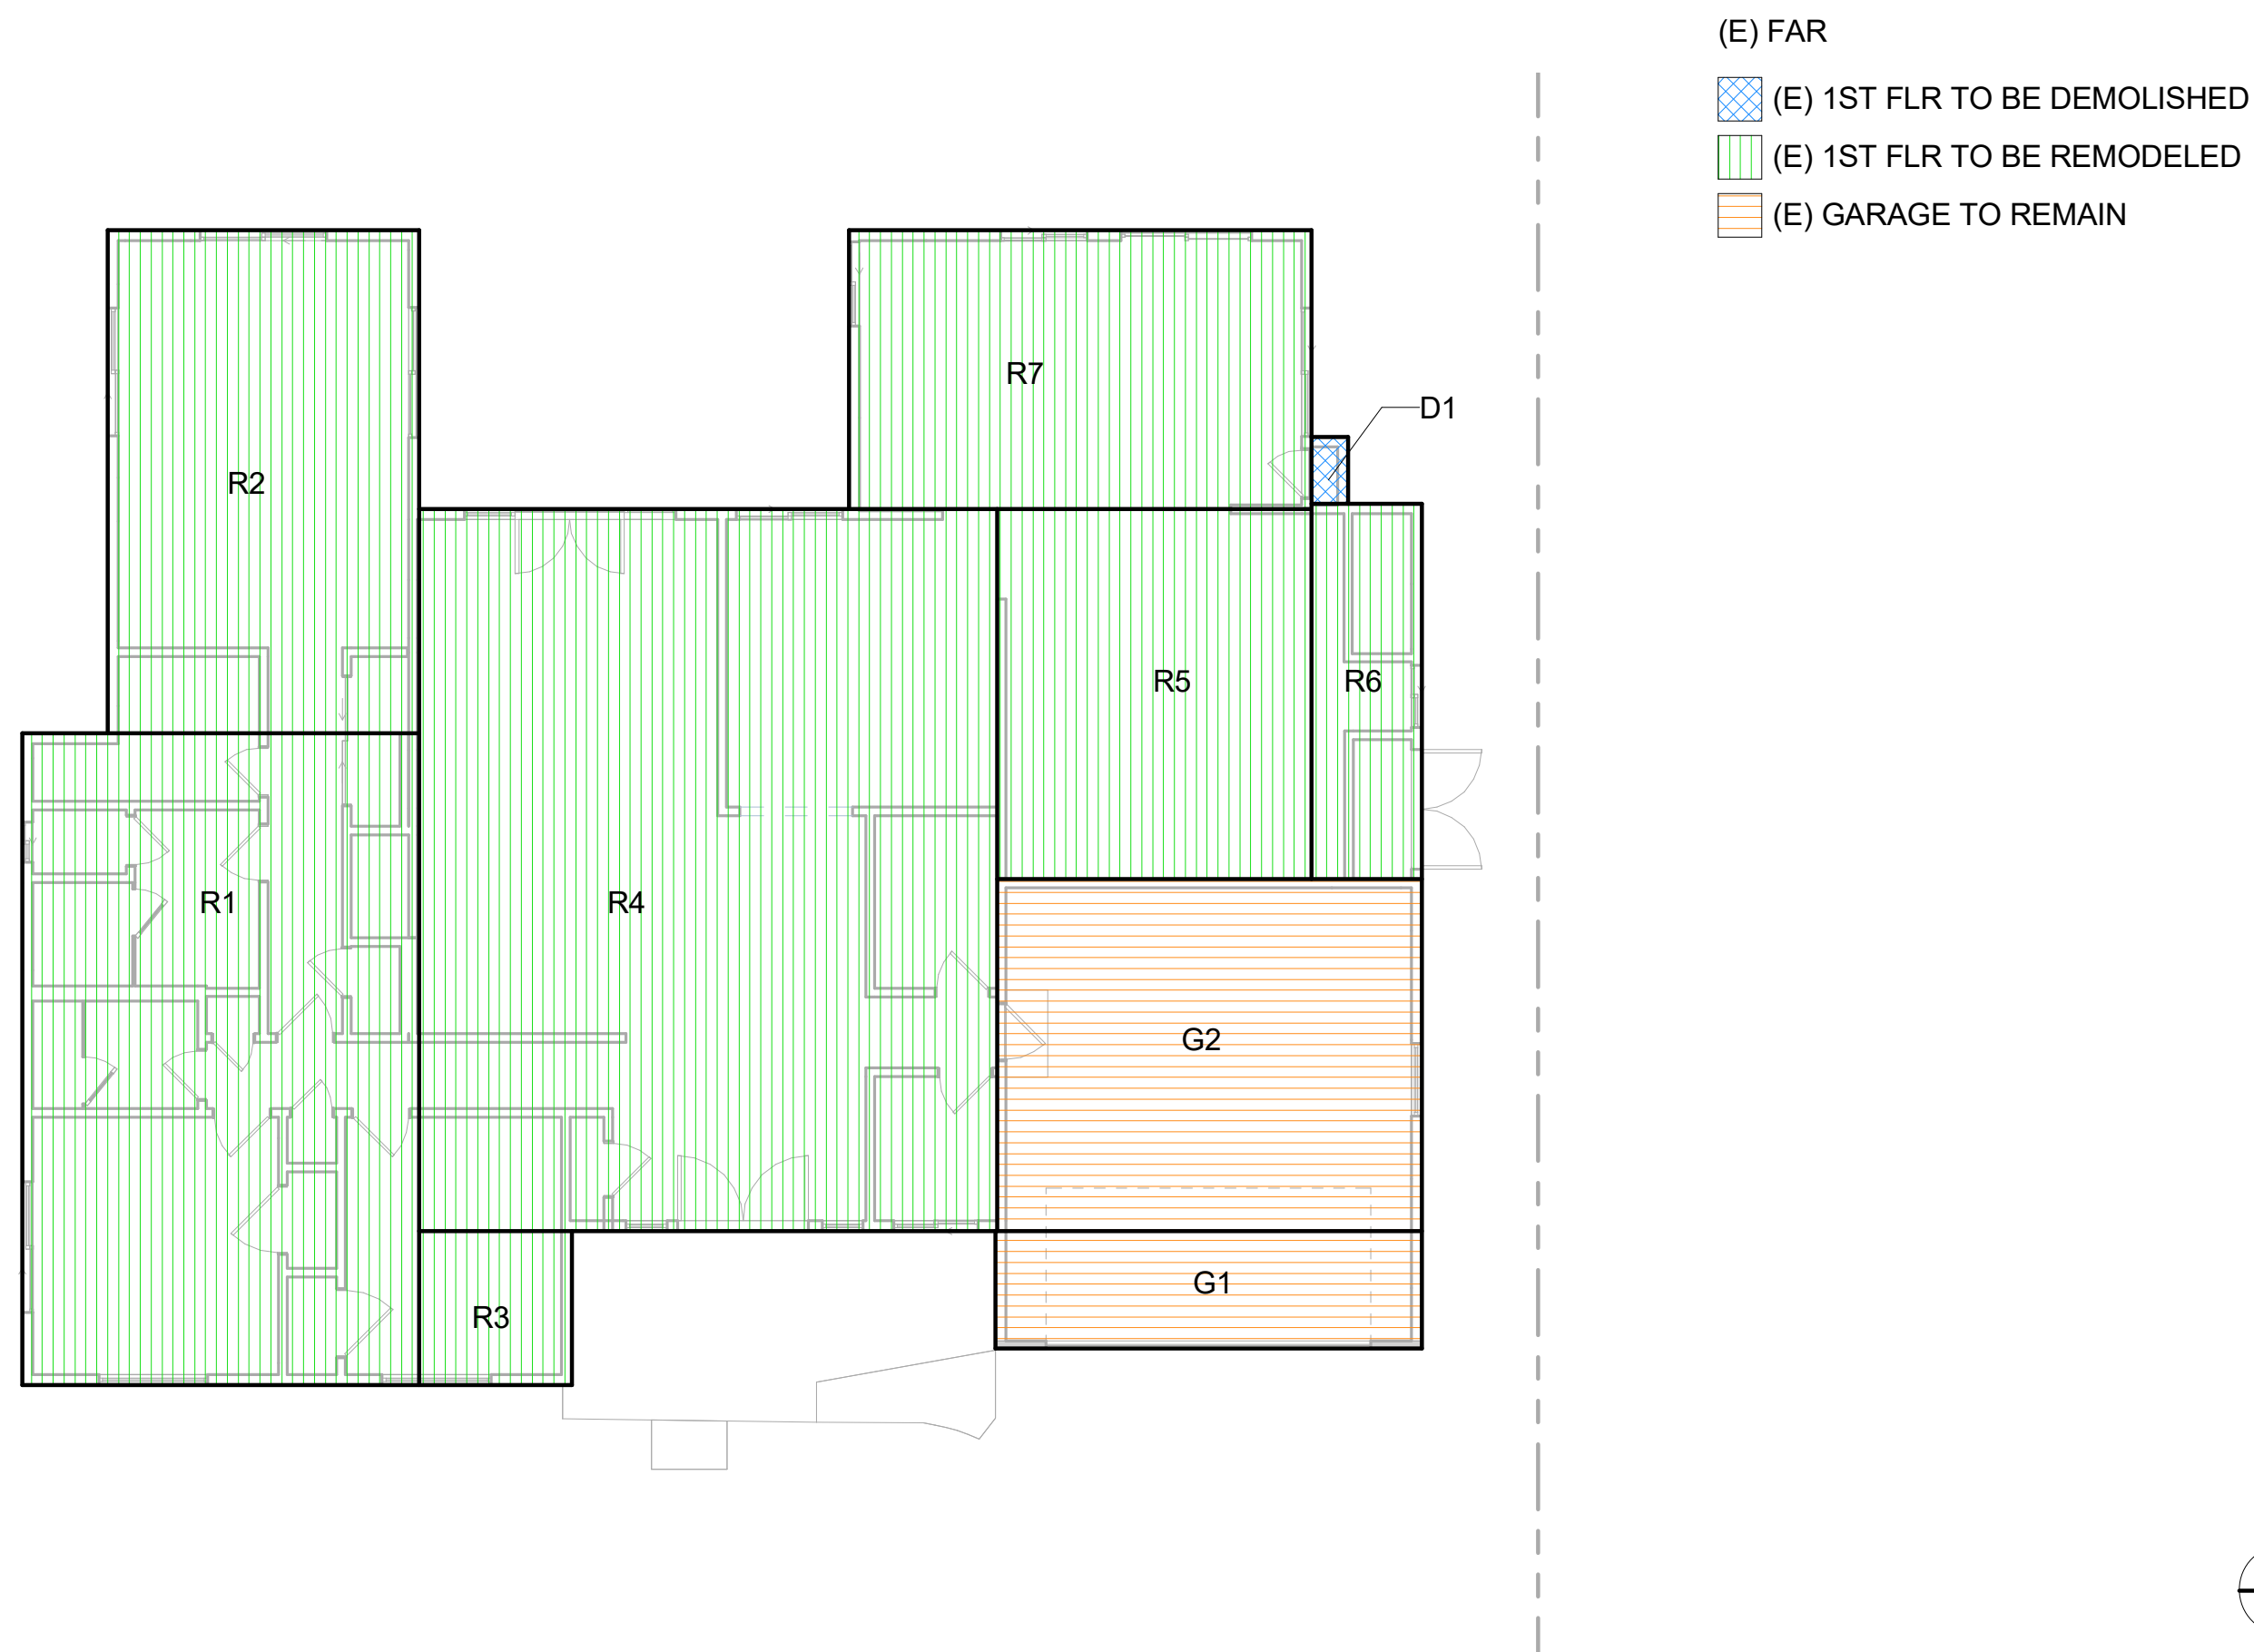 (E) FAR
(E) 1ST FLR TO BE DEMOLISHED
(E) 1ST FLR TO BE REMODELED
(E) GARAGE TO REMAIN
R7
D1
R2
R5
R6
R1
R4
G2
G1
R3